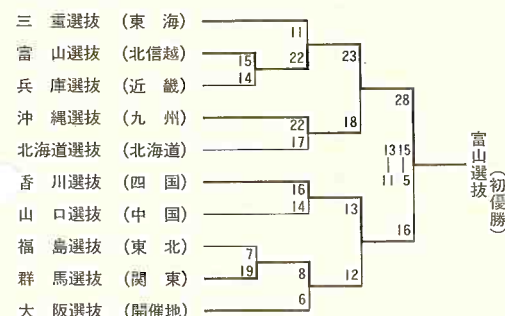 三　重選抜（東　海）
11
富　山選抜（北信越）
15
22
23
兵　庫選抜（近　畿）
14
28
沖　縄選抜（九　州）
22
18
北海道選抜（北海道）
17
13 15
| |
11 5
富山選抜
（初優勝）
香　川選抜（四　国）
16
13
山　口選抜（中　国）
14
16
福　島選抜（東　北）
7
8
12
群　馬選抜（関　東）
19
大　阪選抜（開催地）
6